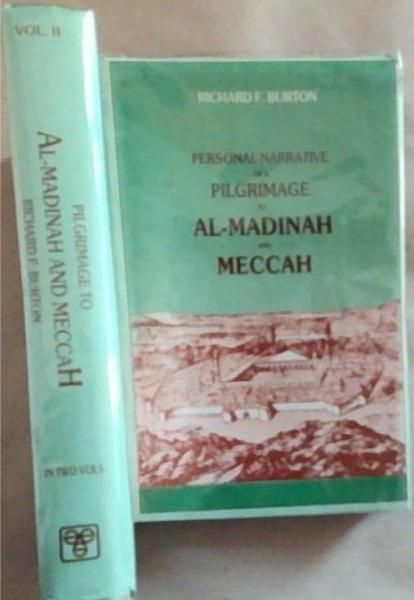 VOL. II
PILGRIMAGE TO
AL-MADINAH AND MECCAH
RICHARD F. BURTON
IN TWO VOLS
RICHARD F. BURTON
PERSONAL NARRATIVE
OF A
PILGRIMAGE
TO
AL-MADINAH
AND
MECCAH